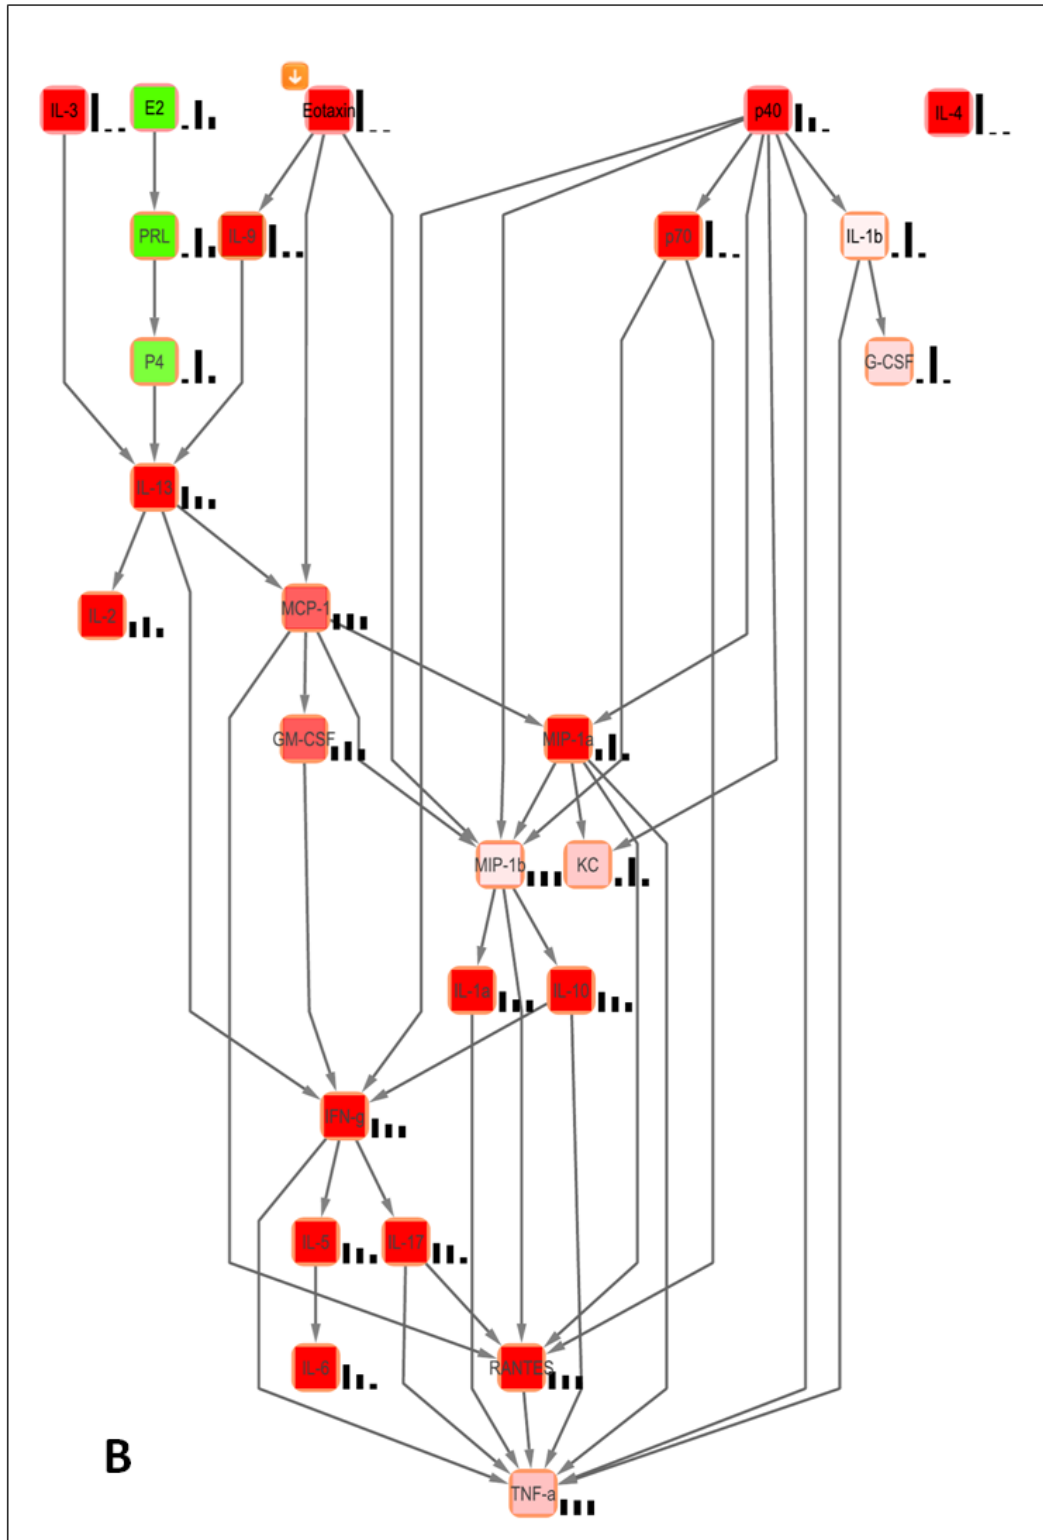 IL-3
E2
Eotaxin
p40
IL-4
PRL
IL-9
p70
IL-1b
P4
G-CSF
IL-13
IL-2
MCP-1
GM-CSF
MIP-1a
MIP-1b
KC
IL-1a
IL-10
IFN-g
IL-5
IL-17
IL-6
RANTES
B
TNF-a